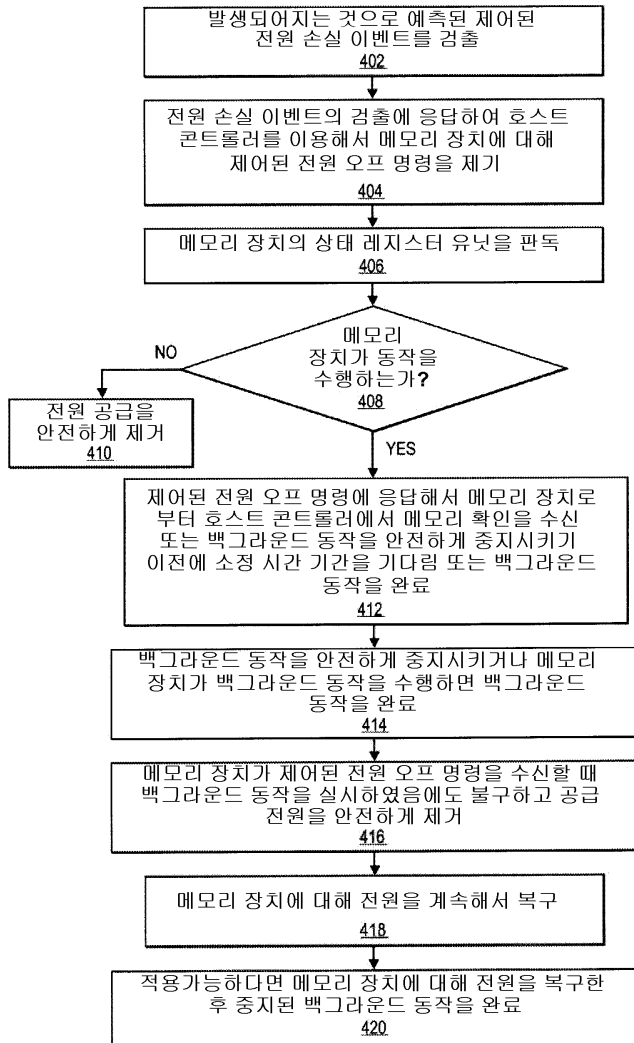 발생되어지는 것으로 예측된 제어된
전원 손실 이벤트를 검출
402
전원 손실 이벤트의 검출에 응답하여 호스트
콘트롤러를 이용해서 메모리 장치에 대해
제어된 전원 오프 명령을 제기
404
메모리 장치의 상태 레지스터 유닛을 판독
406
메모리
장치가 동작을
수행하는가?
408
NO
전원 공급을
안전하게 제거
410
YES
제어된 전원 오프 명령에 응답해서 메모리 장치로
부터 호스트 콘트롤러에서 메모리 확인을 수신
또는 백그라운드 동작을 안전하게 중지시키기
이전에 소정 시간 기간을 기다림 또는 백그라운드
동작을 완료
412
백그라운드 동작을 안전하게 중지시키거나 메모리
장치가 백그라운드 동작을 수행하면 백그라운드
동작을 완료
414
메모리 장치가 제어된 전원 오프 명령을 수신할 때
백그라운드 동작을 실시하였음에도 불구하고 공급
전원을 안전하게 제거
416
메모리 장치에 대해 전원을 계속해서 복구
418
적용가능하다면 메모리 장치에 대해 전원을 복구한
후 중지된 백그라운드 동작을 완료
420